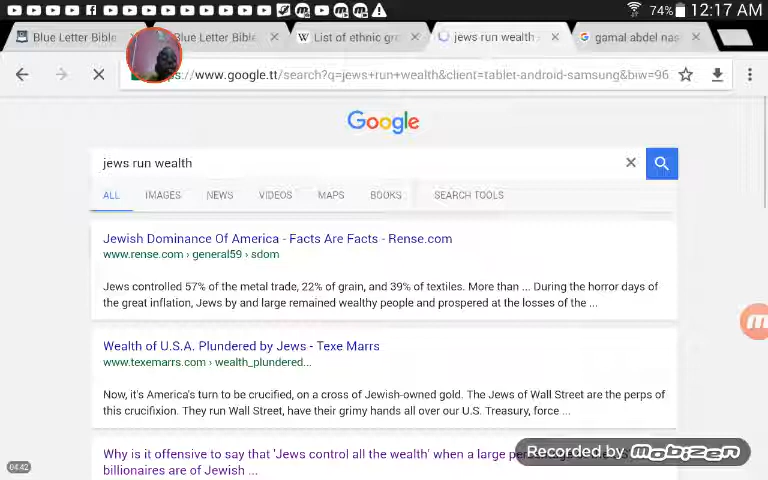 74% 12:17 AM
Blue Letter Bible
Blue Letter Bible
W List of ethnic gr
jews run wealth
gamal abdel nas
https://www.google.tt/search?q=jews+run+wealth&client=tablet-android-samsung&biw=96
Google
jews run wealth
ALL IMAGES NEWS VIDEOS MAPS BOOKS SEARCH TOOLS
Jewish Dominance Of America - Facts Are Facts - Rense.com
www.rense.com › general59 › sdom
Jews controlled 57% of the metal trade, 22% of grain, and 39% of textiles. More than ... During the horror days of
the great inflation, Jews by and large remained wealthy people and prospered at the losses of the ...
Wealth of U.S.A. Plundered by Jews - Texe Marrs
www.texemarrs.com › wealth_plundered...
Now, it's America's turn to be crucified, on a cross of Jewish-owned gold. The Jews of Wall Street are the perps of
this crucifixion. They run Wall Street, have their grimy hands all over our U.S. Treasury, force ...
Why is it offensive to say that 'Jews control all the wealth' when a large
billionaires are of Jewish ...
Recorded by Mobizen
04:42